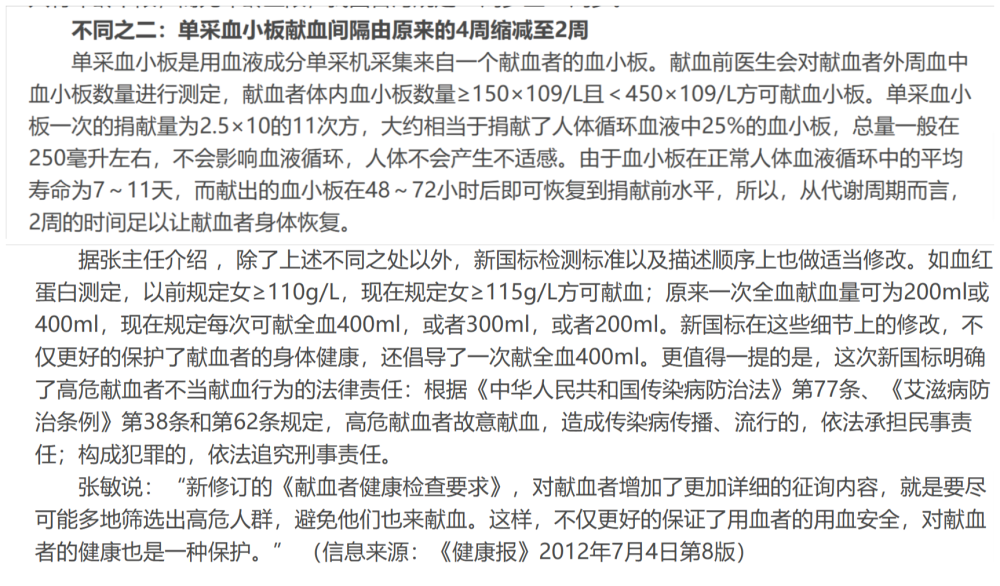 不同之二：单采血小板献血间隔由原来的4周缩减至2周
单采血小板是用血液成分单采机采集来自一个献血者的血小板。献血前医生会对献血者外周血中
血小板数量进行测定，献血者体内血小板数量≥150×109/L且＜450×109/L方可献血小板。单采血小
板一次的捐献量为2.5×10的11次方，大约相当于捐献了人体循环血液中25%的血小板，总量一般在
250毫升左右，不会影响血液循环，人体不会产生不适感。由于血小板在正常人体血液循环中的平均
寿命为7～11天，而献出的血小板在48～72小时后即可恢复到捐献前水平，所以，从代谢周期而言，
2周的时间足以让献血者身体恢复。
据张主任介绍 ，除了上述不同之处以外，新国标检测标准以及描述顺序上也做适当修改。如血红
蛋白测定，以前规定女≥110g/L，现在规定女≥115g/L方可献血；原来一次全血献血量可为200ml或
400ml，现在规定每次可献全血400ml，或者300ml，或者200ml。新国标在这些细节上的修改，不
仅更好的保护了献血者的身体健康，还倡导了一次献全血400ml。更值得一提的是，这次新国标明确
了高危献血者不当献血行为的法律责任：根据《中华人民共和国传染病防治法》第77条、《艾滋病防
治条例》第38条和第62条规定，高危献血者故意献血，造成传染病传播、流行的，依法承担民事责
任；构成犯罪的，依法追究刑事责任。
张敏说：“新修订的《献血者健康检查要求》，对献血者增加了更加详细的征询内容，就是要尽
可能多地筛选出高危人群，避免他们也来献血。这样，不仅更好的保证了用血者的用血安全，对献血
者的健康也是一种保护。”（信息来源：《健康报》2012年7月4日第8版）